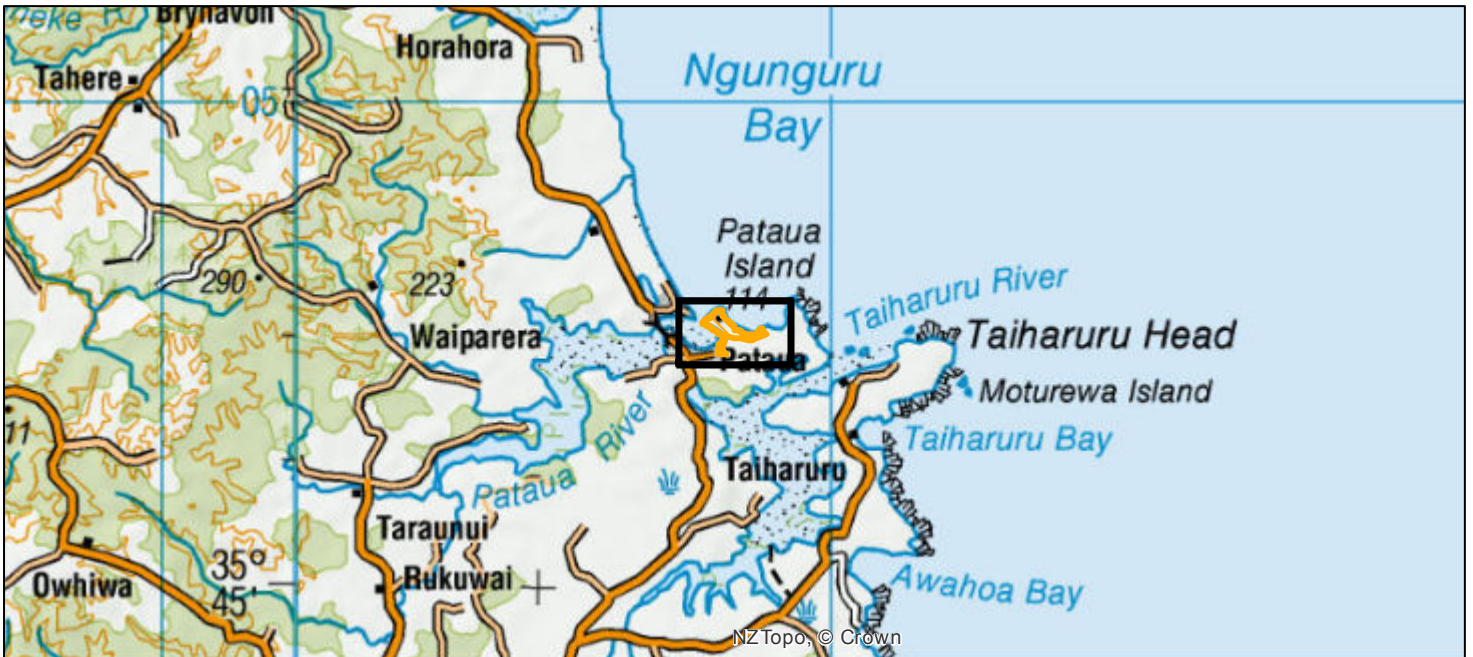 Brynavon
Horahora
Tahere
05
Ngunguru
Bay
Pataua
Island
114
290
223
Taiharuru River
Waiparera
Taiharuru Head
Pataua
Moturewa Island
11
Taiharuru Bay
Pataua River
Taiharuru
Taraunui
35°
45'
Rukuwai
Owhiwa
Awahoa Bay
NZTopo, © Crown